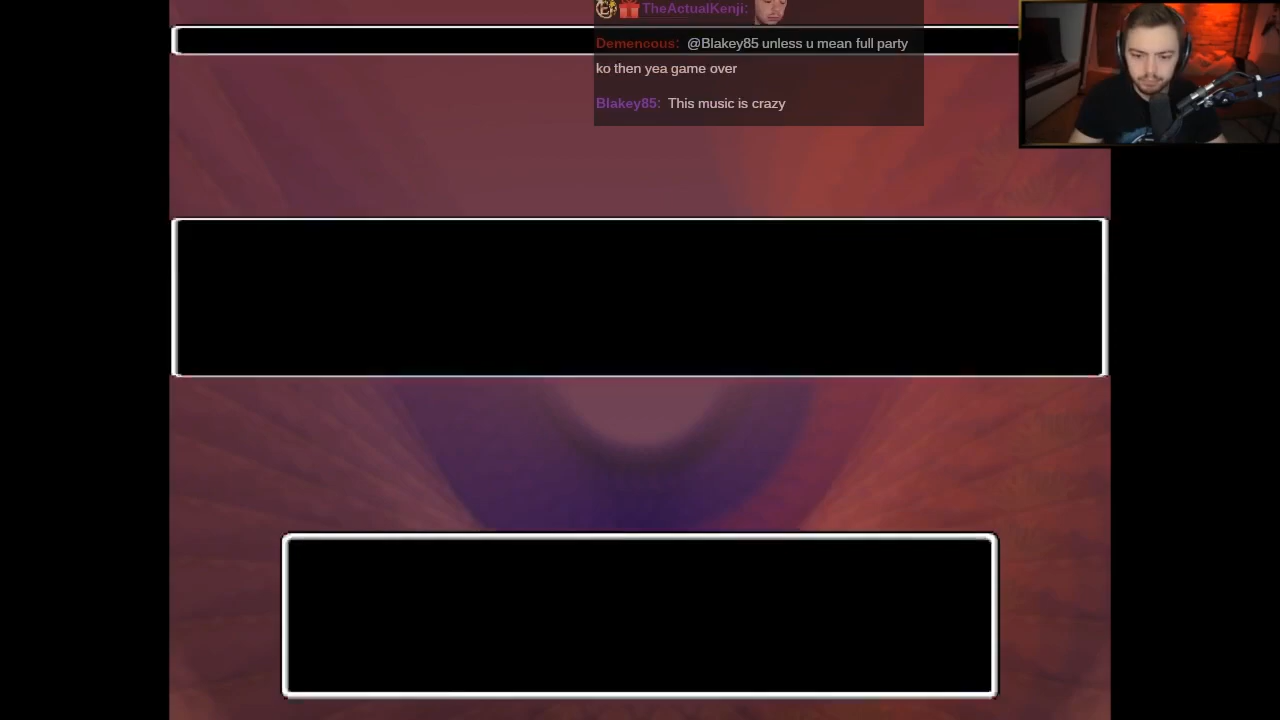 TheActualKenji:
Demencous: @Blakey85 unless u mean full party
ko then yea game over
Blakey85: This music is crazy